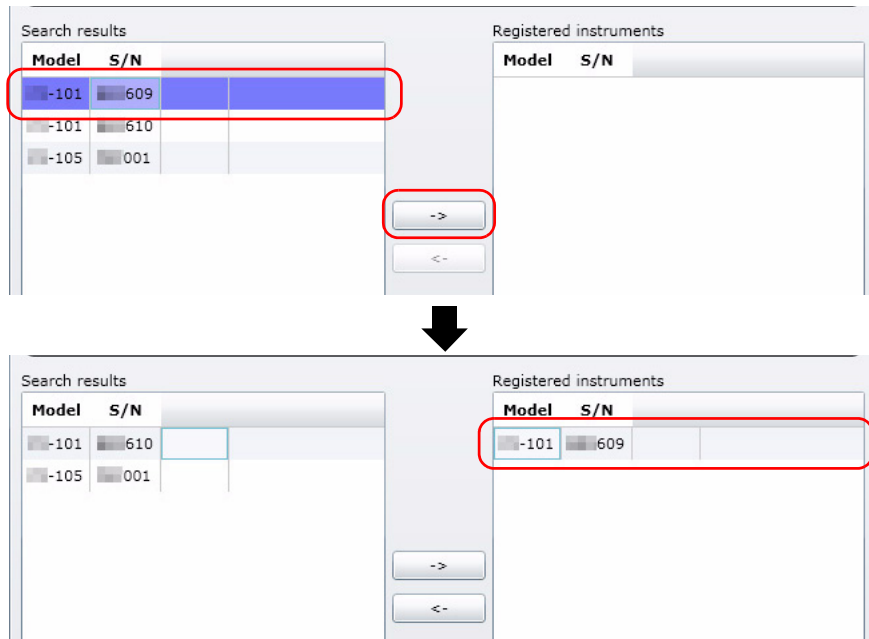 Search results
Registered instruments
Model S/N
Model S/N
-101 609
-101 610
-105 001
->
<-
Search results
Registered instruments
Model S/N
Model S/N
-101 610
-101 609
-105 001
->
<-